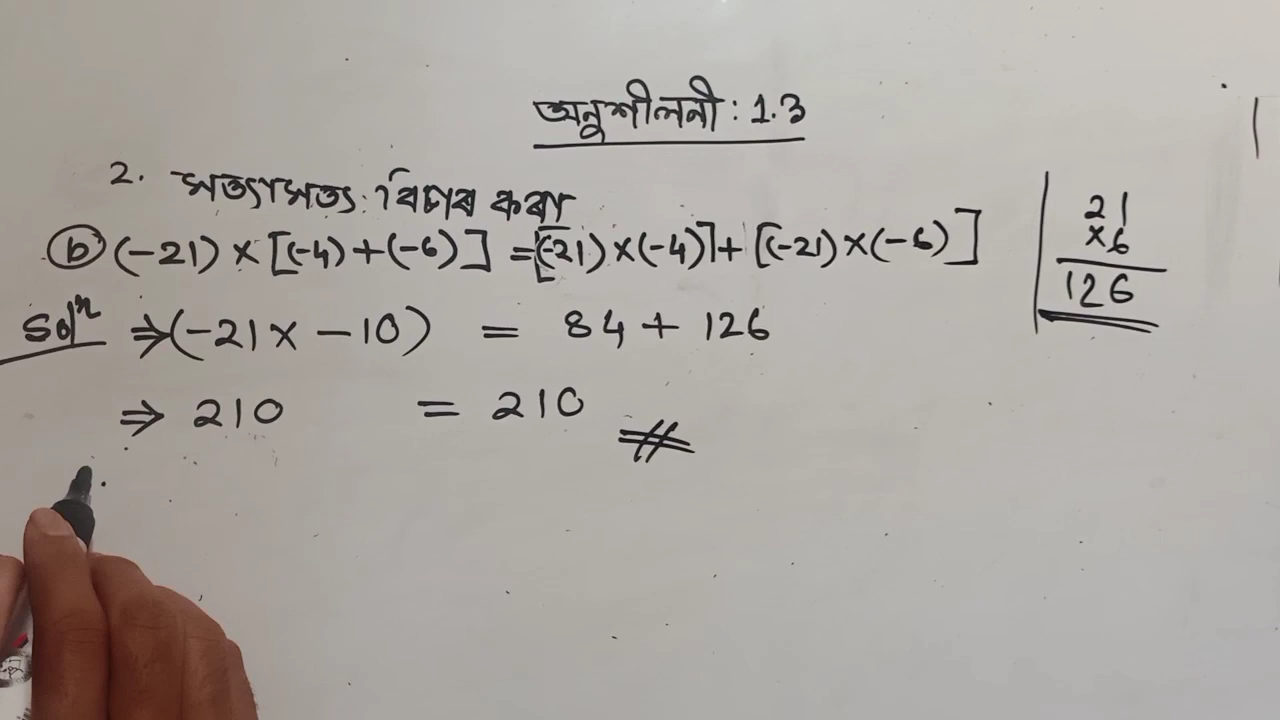 অনুশীলনী : 1.3
2. সত্যাসত্য বিচাৰ কৰা
ⓑ (-21) × [(-4) + (-6)] = [(-21) × (-4)] + [(-21) × (-6)]
Solⁿ ⇒ (-21 × -10) = 84 + 126
⇒ 210 = 210
21
×6
126